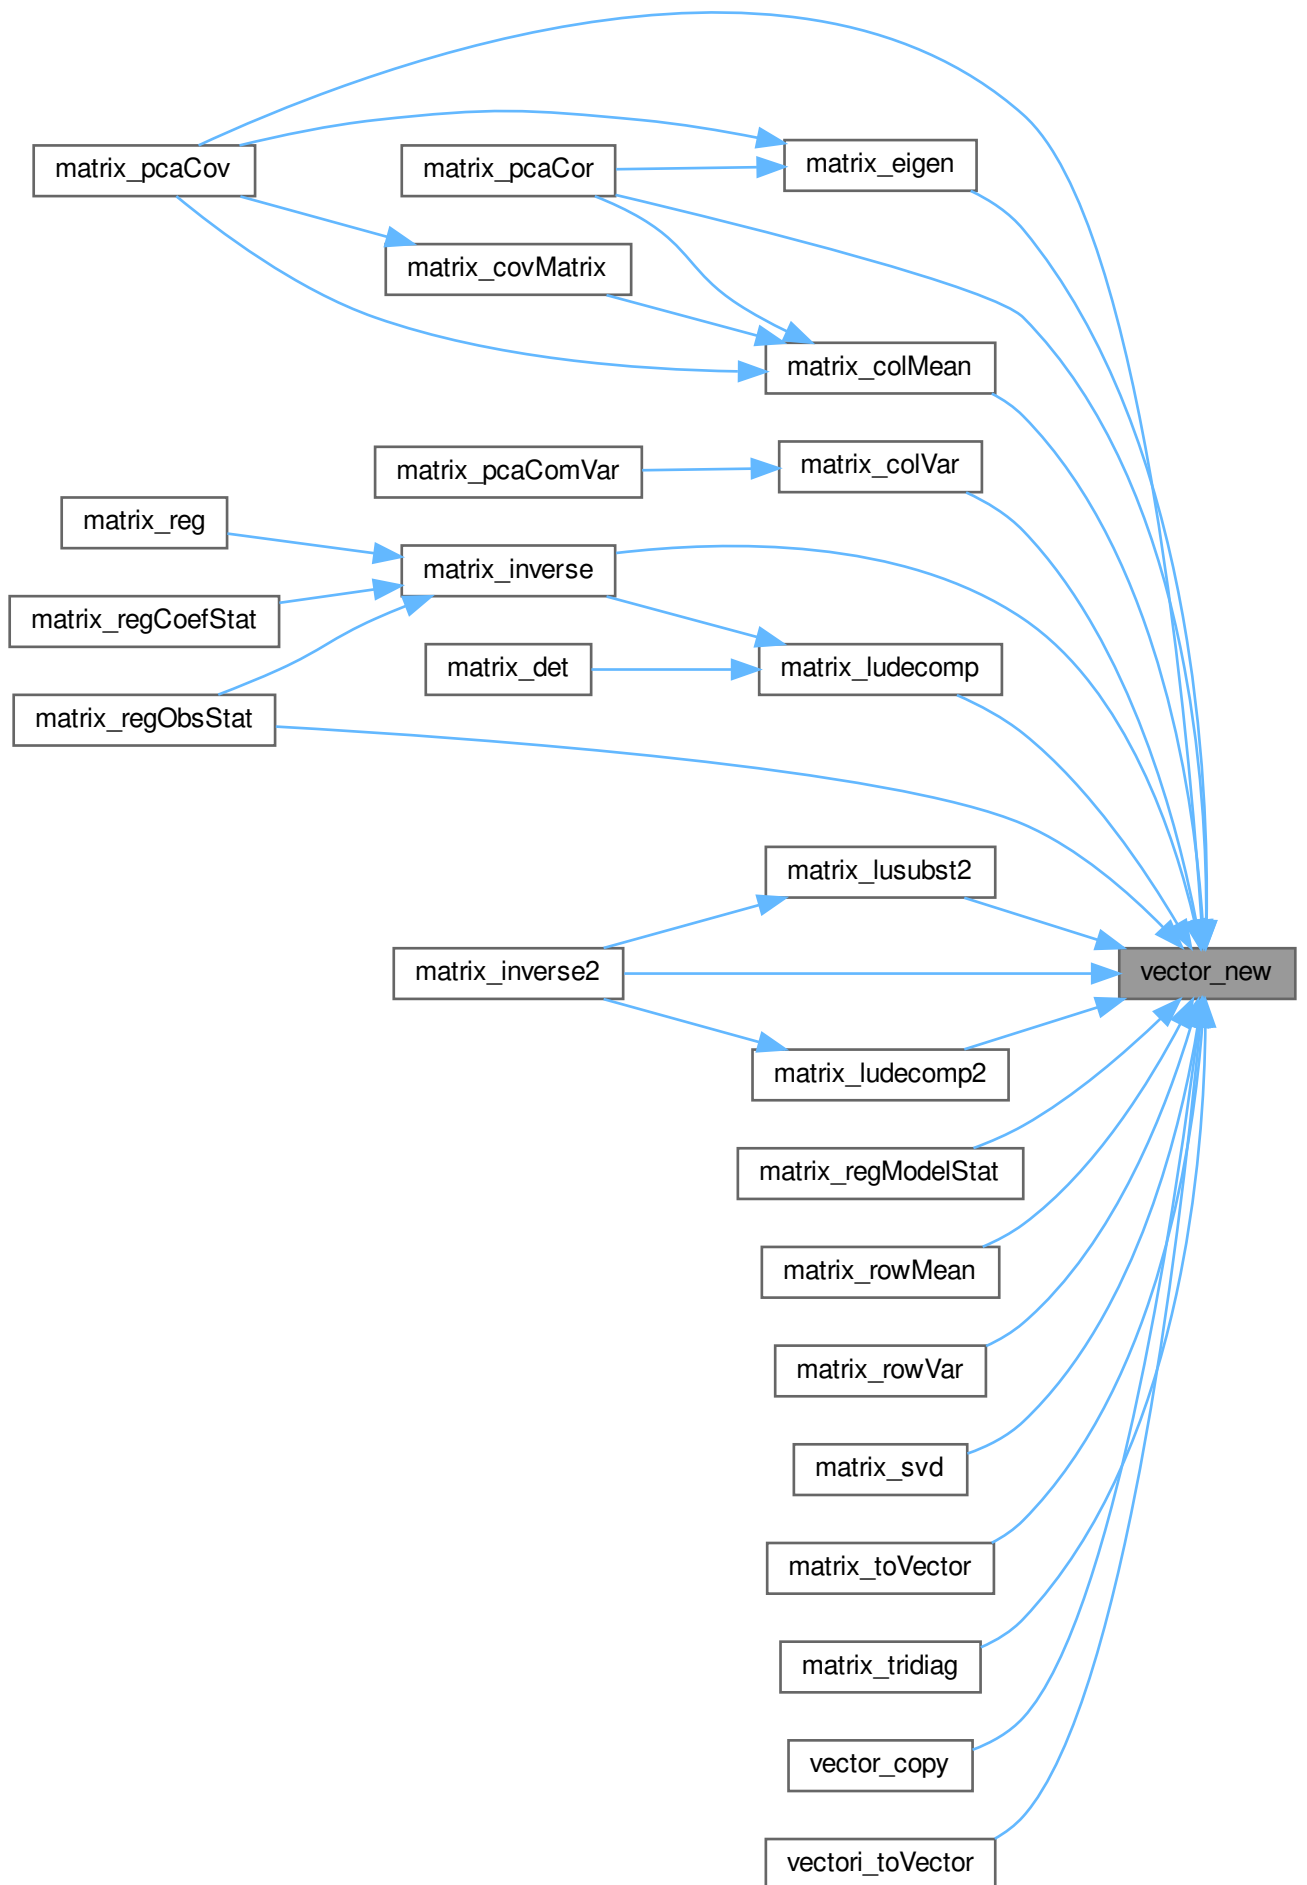 matrix_pcaCov
matrix_pcaCor
matrix_eigen
matrix_covMatrix
matrix_colMean
matrix_pcaComVar
matrix_colVar
matrix_reg
matrix_inverse
matrix_regCoefStat
matrix_det
matrix_ludecomp
matrix_regObsStat
matrix_lusubst2
matrix_inverse2
vector_new
matrix_ludecomp2
matrix_regModelStat
matrix_rowMean
matrix_rowVar
matrix_svd
matrix_toVector
matrix_tridiag
vector_copy
vectori_toVector